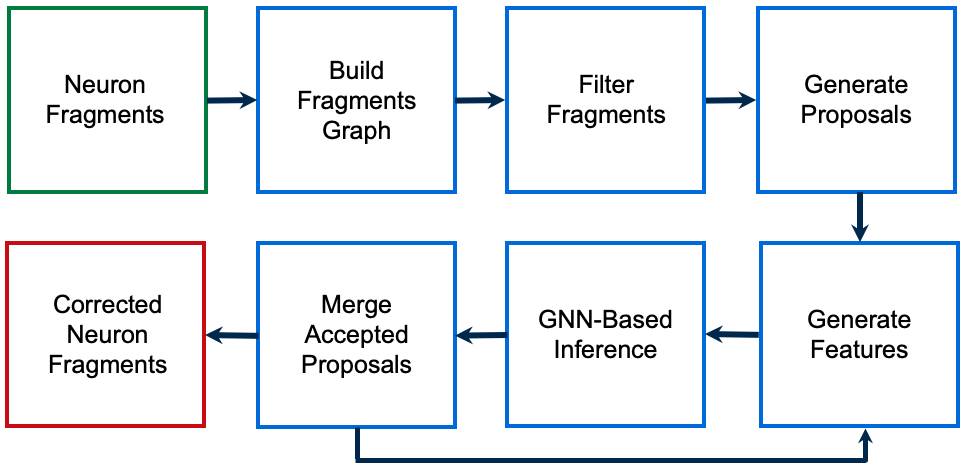 Neuron
Fragments
Build
Fragments
Graph
Filter
Fragments
Generate
Proposals
Corrected
Neuron
Fragments
Merge
Accepted
Proposals
GNN-Based
Inference
Generate
Features